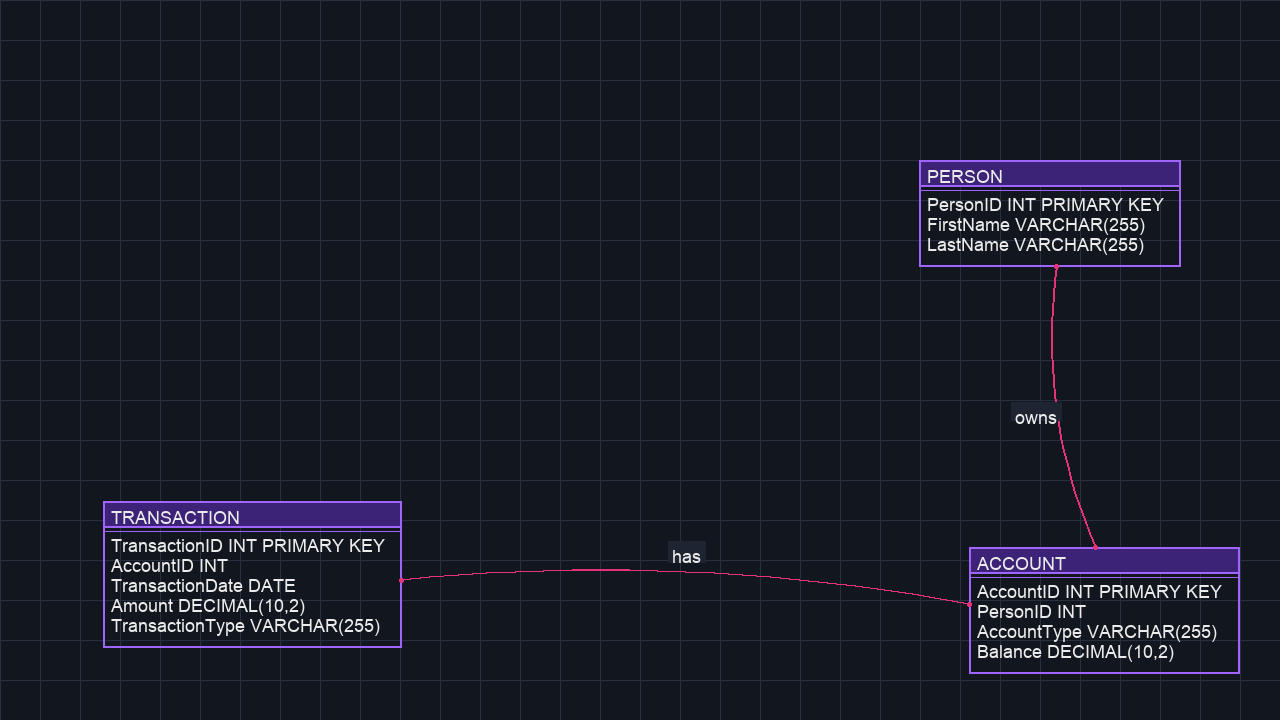 PERSON
PersonID INT PRIMARY KEY
FirstName VARCHAR(255)
LastName VARCHAR(255)
owns
TRANSACTION
TransactionID INT PRIMARY KEY
AccountID INT
TransactionDate DATE
Amount DECIMAL(10,2)
TransactionType VARCHAR(255)
has
ACCOUNT
AccountID INT PRIMARY KEY
PersonID INT
AccountType VARCHAR(255)
Balance DECIMAL(10,2)